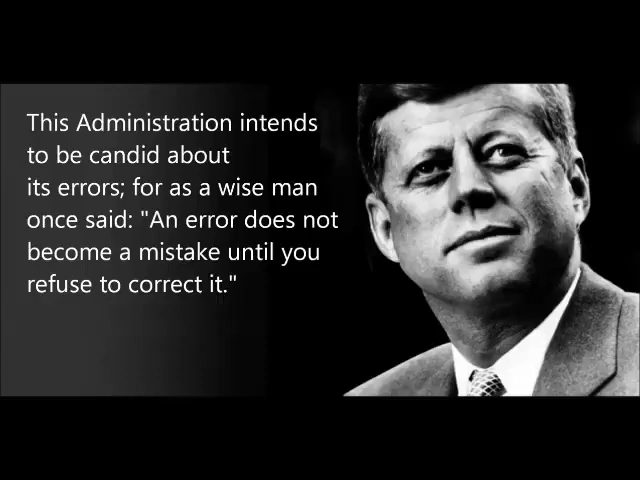 This Administration intends
to be candid about
its errors; for as a wise man
once said: "An error does not
become a mistake until you
refuse to correct it."